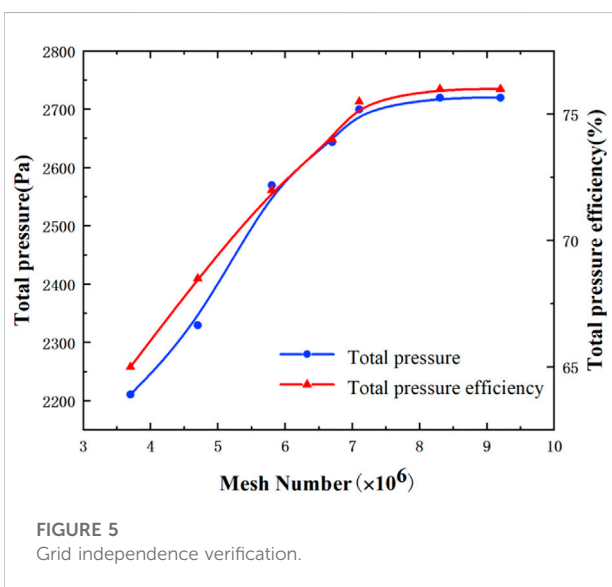 2800
2700
2600
2500
2400
2300
2200
Total pressure(Pa)
75
70
65
Total pressure efficiency(%)
Total pressure
Total pressure efficiency
3 4 5 6 7 8 9 10
Mesh Number (×10⁶)
FIGURE 5
Grid independence verification.